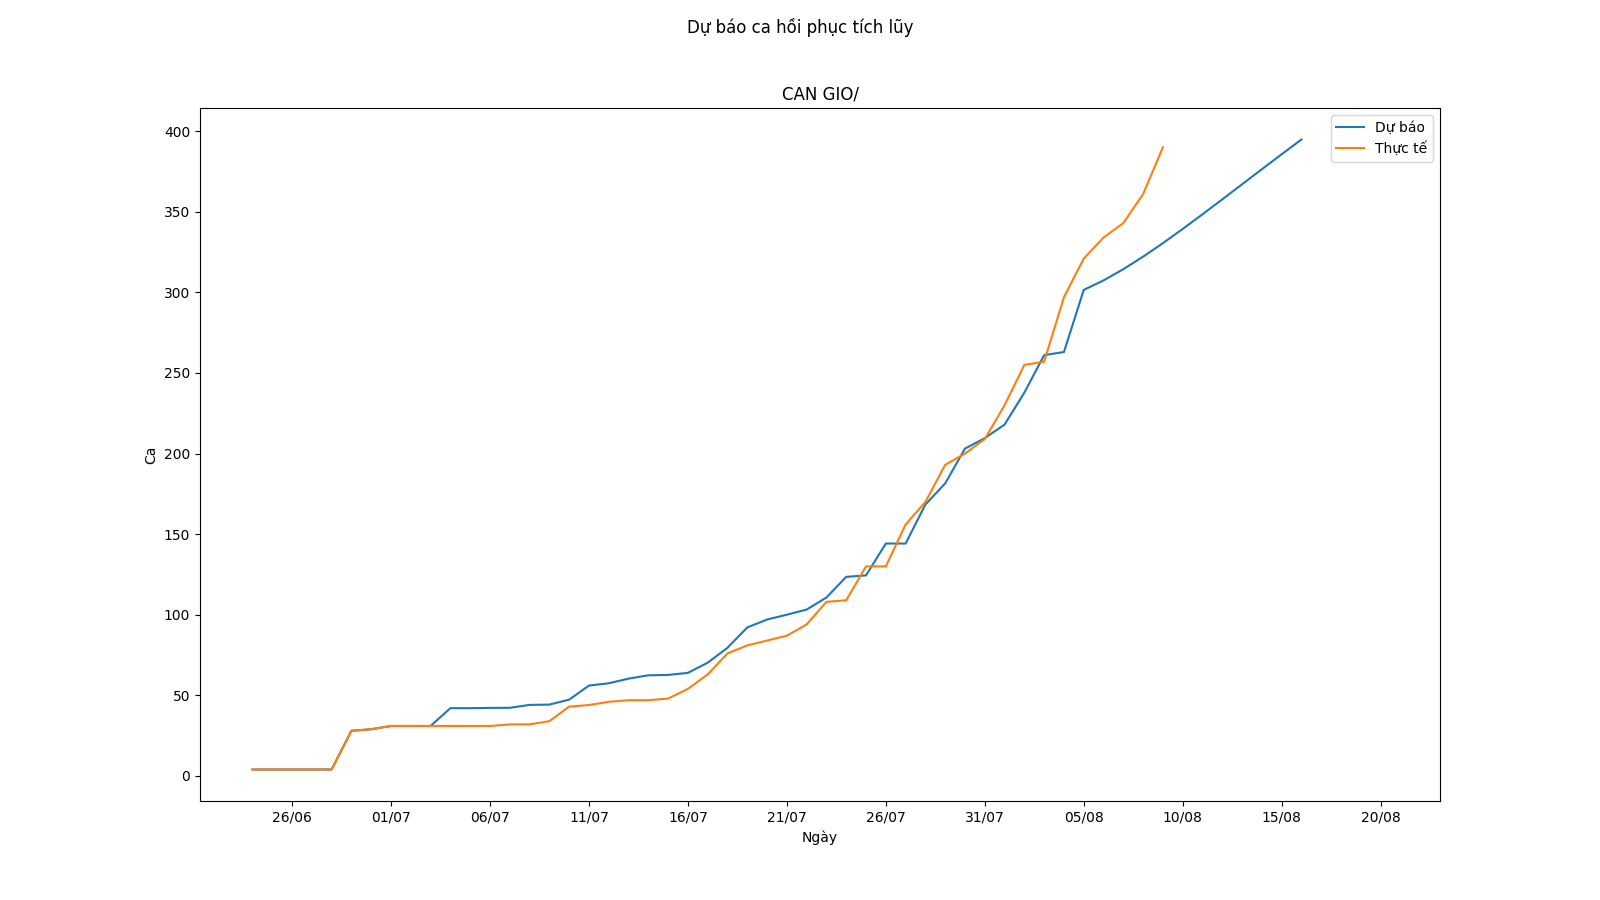 Dự báo ca hồi phục tích lũy
CAN GIO/
Dự báo
Thực tế
400
350
300
250
200
150
100
50
0
Ca
26/06 01/07 06/07 11/07 16/07 21/07 26/07 31/07 05/08 10/08 15/08 20/08
Ngày